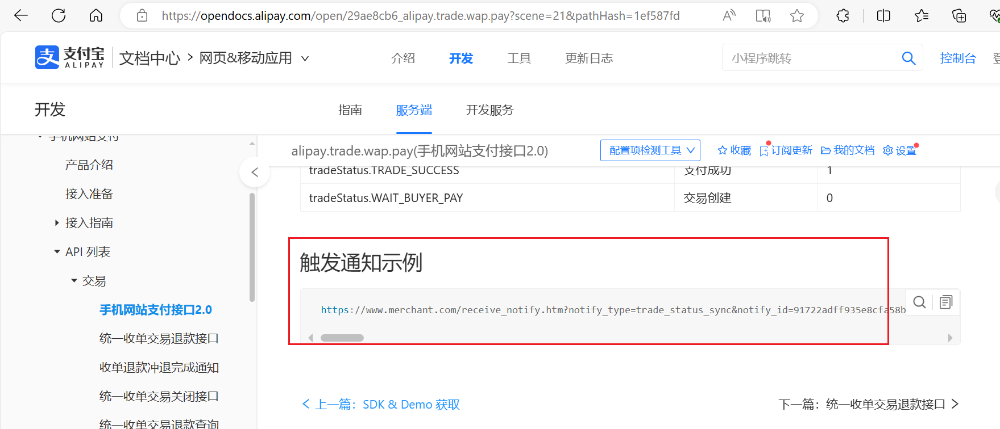 https://opendocs.alipay.com/open/29ae8cb6_alipay.trade.wap.pay?scene=21&pathHash=1ef587fd
支付宝 ALIPAY 文档中心 > 网页&移动应用 介绍 开发 工具 更新日志 小程序跳转 控制台 登
开发 指南 服务端 开发服务
手机网站支付
产品介绍
接入准备
接入指南
API 列表
交易
手机网站支付接口2.0
统一收单交易退款接口
收单退款冲退完成通知
统一收单交易关闭接口
统一收单交易退款查询
alipay.trade.wap.pay(手机网站支付接口2.0) 配置项检测工具 收藏 订阅更新 我的文档 设置
tradeStatus.TRADE_SUCCESS 支付成功 1
tradeStatus.WAIT_BUYER_PAY 交易创建 0
触发通知示例
https://www.merchant.com/receive_notify.htm?notify_type=trade_status_sync&notify_id=91722adff935e8cfa58b
上一篇：SDK & Demo 获取 下一篇：统一收单交易退款接口